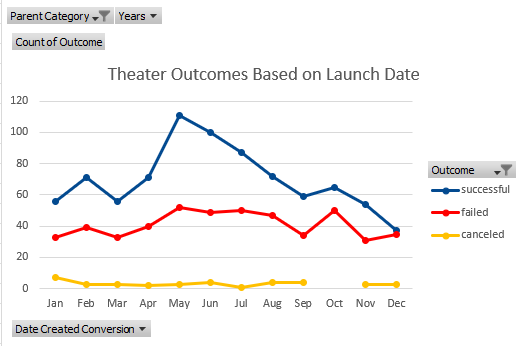 Parent Category Years
Count of Outcome
Theater Outcomes Based on Launch Date
120
100
80
60
40
20
0
Jan Feb Mar Apr May Jun Jul Aug Sep Oct Nov Dec
Outcome
successful
failed
canceled
Date Created Conversion